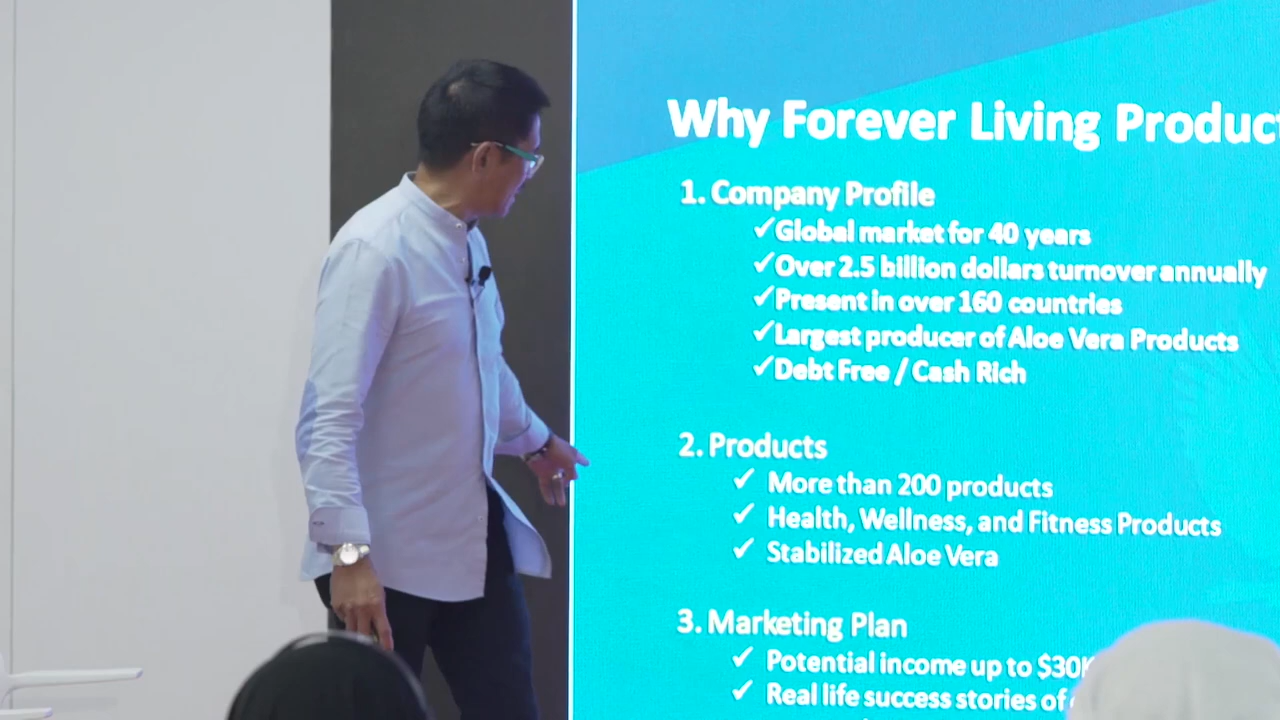 Why Forever Living Product
1. Company Profile
✓Global market for 40 years
✓Over 2.5 billion dollars turnover annually
✓Present in over 160 countries
✓Largest producer of Aloe Vera Products
✓Debt Free / Cash Rich
2. Products
✓ More than 200 products
✓ Health, Wellness, and Fitness Products
✓ Stabilized Aloe Vera
3. Marketing Plan
✓ Potential income up to $30K
✓ Real life success stories of